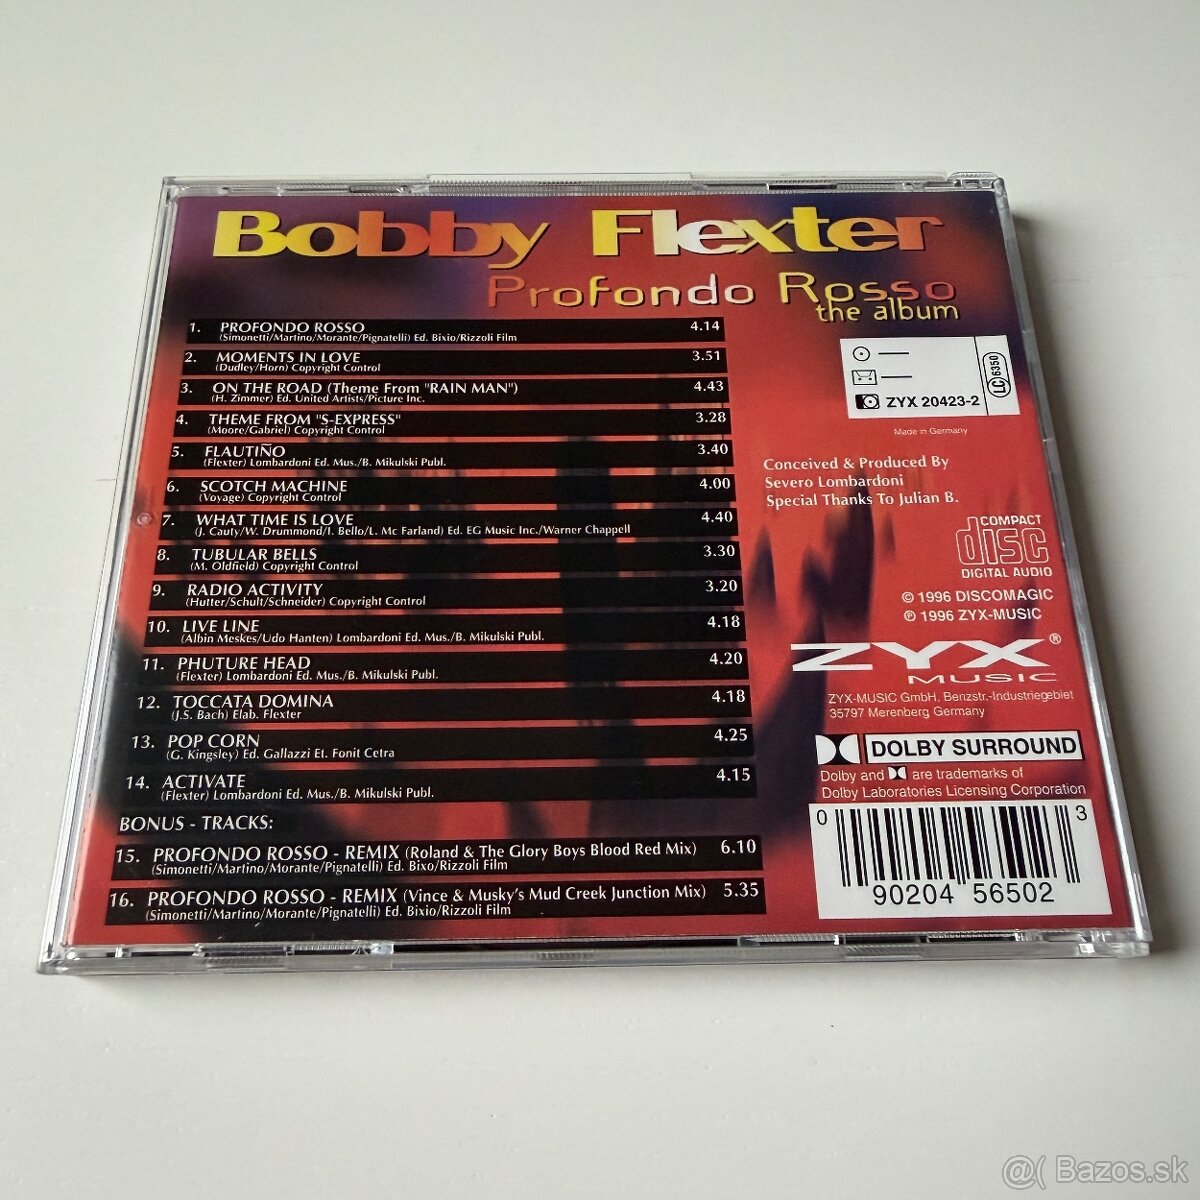 Bobby Flexter
Profondo Rosso
the album
1. PROFONDO ROSSO 4.14
(Simonetti/Martino/Morante/Pignatelli) Ed. Bixio/Rizzoli Film
2. MOMENTS IN LOVE 3.51
(Dudley/Horn) Copyright Control
3. ON THE ROAD (Theme From "RAIN MAN") 4.43
(H. Zimmer) Ed. United Artists/Picture Inc.
4. THEME FROM "S-EXPRESS" 3.28
(Moore/Gabriel) Copyright Control
5. FLAUTIÑO 3.40
(Flexter) Lombardoni Ed. Mus./B. Mikulski Publ.
6. SCOTCH MACHINE 4.00
(Voyage) Copyright Control
7. WHAT TIME IS LOVE 4.40
(J. Cauty/W. Drummond/I. Bello/L. Mc Farland) Ed. EG Music Inc./Warner Chappell
8. TUBULAR BELLS 3.30
(M. Oldfield) Copyright Control
9. RADIO ACTIVITY 3.20
(Hutter/Schult/Schneider) Copyright Control
10. LIVE LINE 4.18
(Albin Meskes/Udo Hanten) Lombardoni Ed. Mus./B. Mikulski Publ.
11. PHUTURE HEAD 4.20
(Flexter) Lombardoni Ed. Mus./B. Mikulski Publ.
12. TOCCATA DOMINA 4.18
(J.S. Bach) Elab. Flexter
13. POP CORN 4.25
(G. Kingsley) Ed. Gallazzi Et. Fonit Cetra
14. ACTIVATE 4.15
(Flexter) Lombardoni Ed. Mus./B. Mikulski Publ.
BONUS - TRACKS:
15. PROFONDO ROSSO - REMIX (Roland & The Glory Boys Blood Red Mix) 6.10
(Simonetti/Martino/Morante/Pignatelli) Ed. Bixo/Rizzoli Film
16. PROFONDO ROSSO - REMIX (Vince & Musky's Mud Creek Junction Mix) 5.35
(Simonetti/Martino/Morante/Pignatelli) Ed. Bixio/Rizzoli Film
ZYX 20423-2
LC 6350
Made in Germany
Conceived & Produced By
Severo Lombardoni
Special Thanks To Julian B.
COMPACT
disc
DIGITAL AUDIO
© 1996 DISCOMAGIC
℗ 1996 ZYX-MUSIC
ZYX®
MUSIC
ZYX-MUSIC GmbH. Benzstr.-Industriegebiet
35797 Merenberg Germany
DOLBY SURROUND
Dolby and are trademarks of
Dolby Laboratories Licensing Corporation
0 90204 56502 3
@( Bazos.sk